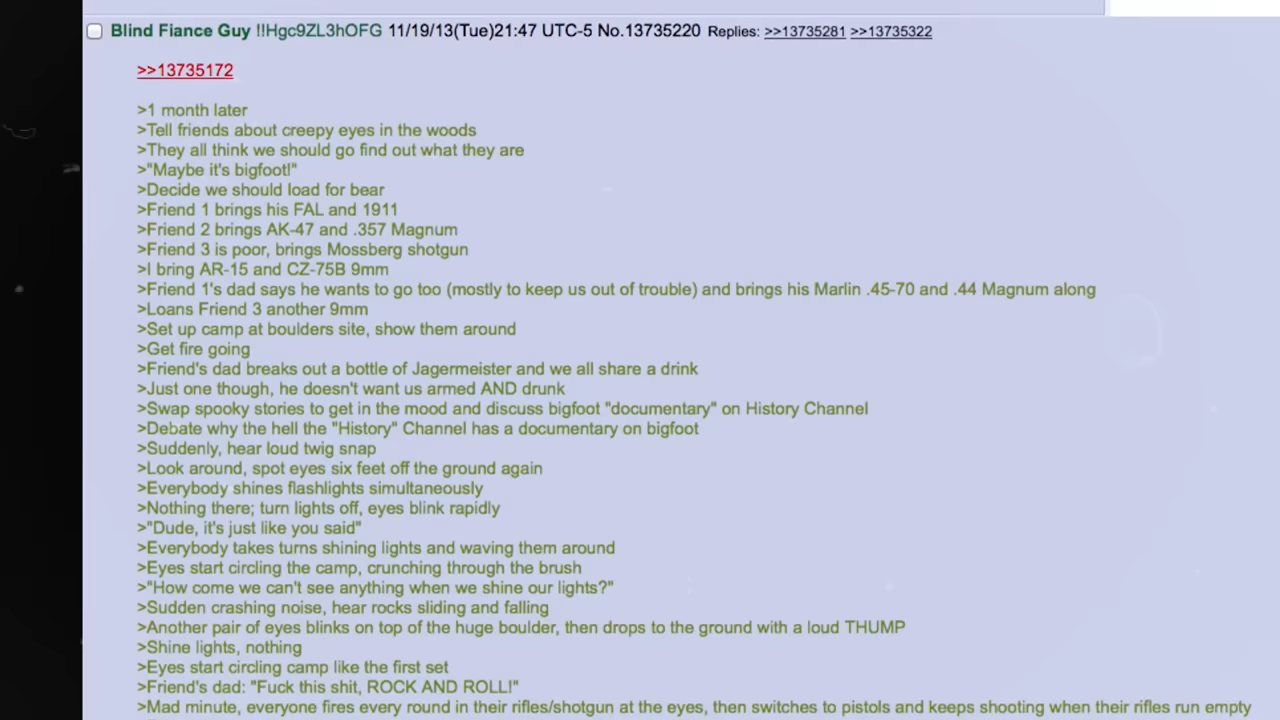 Blind Fiance Guy !!Hgc9ZL3hOFG 11/19/13(Tue)21:47 UTC-5 No.13735220 Replies: >>13735281 >>13735322
>>13735172
>1 month later
>Tell friends about creepy eyes in the woods
>They all think we should go find out what they are
>"Maybe it's bigfoot!"
>Decide we should load for bear
>Friend 1 brings his FAL and 1911
>Friend 2 brings AK-47 and .357 Magnum
>Friend 3 is poor, brings Mossberg shotgun
>I bring AR-15 and CZ-75B 9mm
>Friend 1's dad says he wants to go too (mostly to keep us out of trouble) and brings his Marlin .45-70 and .44 Magnum along
>Loans Friend 3 another 9mm
>Set up camp at boulders site, show them around
>Get fire going
>Friend's dad breaks out a bottle of Jagermeister and we all share a drink
>Just one though, he doesn't want us armed AND drunk
>Swap spooky stories to get in the mood and discuss bigfoot "documentary" on History Channel
>Debate why the hell the "History" Channel has a documentary on bigfoot
>Suddenly, hear loud twig snap
>Look around, spot eyes six feet off the ground again
>Everybody shines flashlights simultaneously
>Nothing there; turn lights off, eyes blink rapidly
>"Dude, it's just like you said"
>Everybody takes turns shining lights and waving them around
>Eyes start circling the camp, crunching through the brush
>"How come we can't see anything when we shine our lights?"
>Sudden crashing noise, hear rocks sliding and falling
>Another pair of eyes blinks on top of the huge boulder, then drops to the ground with a loud THUMP
>Shine lights, nothing
>Eyes start circling camp like the first set
>Friend's dad: "Fuck this shit, ROCK AND ROLL!"
>Mad minute, everyone fires every round in their rifles/shotgun at the eyes, then switches to pistols and keeps shooting when their rifles run empty